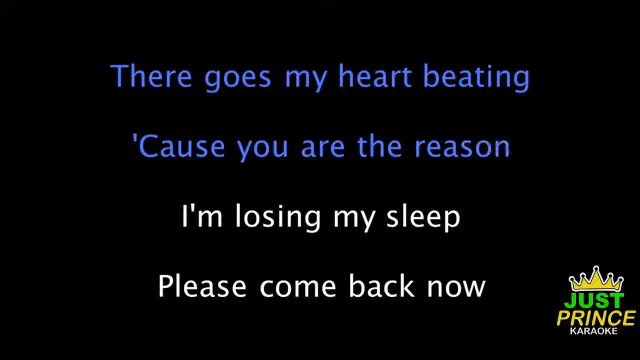 There goes my heart beating
'Cause you are the reason
I'm losing my sleep
Please come back now
JUST
PRINCE
KARAOKE